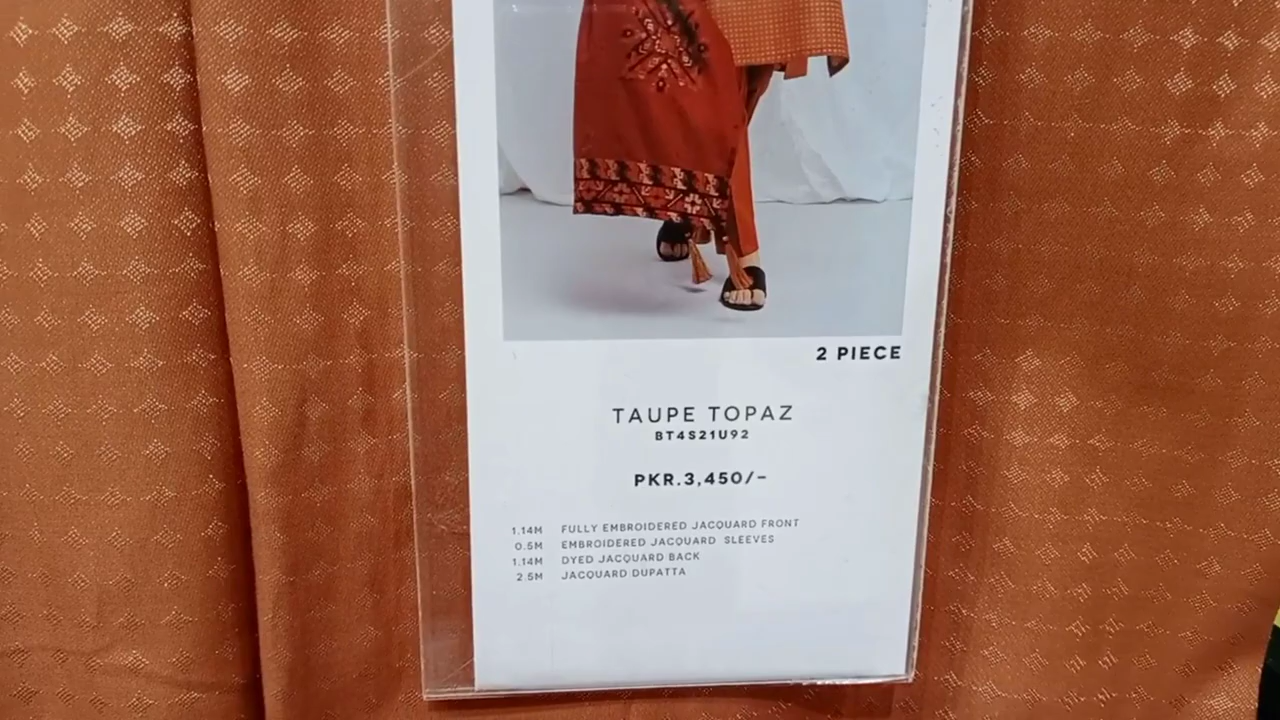 2 PIECE
TAUPE TOPAZ
BT4S21U92
PKR.3,450/-
1.14M FULLY EMBROIDERED JACQUARD FRONT
0.5M EMBROIDERED JACQUARD SLEEVES
1.14M DYED JACQUARD BACK
2.5M JACQUARD DUPATTA